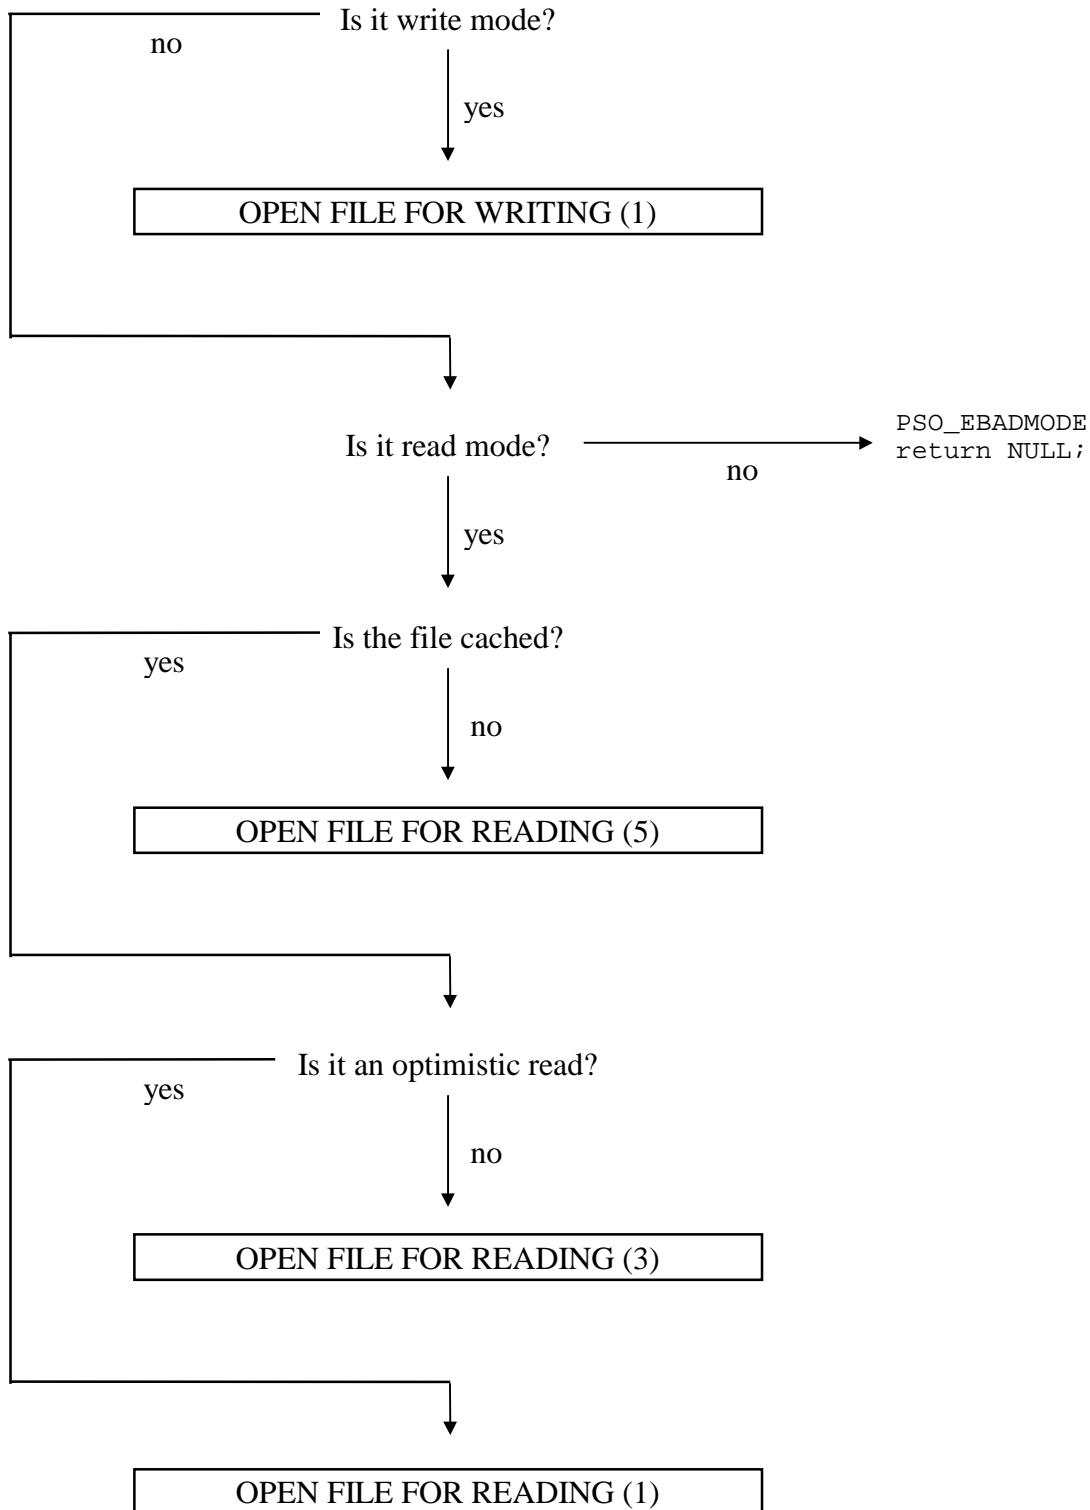 Is it write mode?
no
yes
OPEN FILE FOR WRITING (1)
PSO_EBADMODE
return NULL;
Is it read mode?
no
yes
Is the file cached?
yes
no
OPEN FILE FOR READING (5)
Is it an optimistic read?
yes
no
OPEN FILE FOR READING (3)
OPEN FILE FOR READING (1)